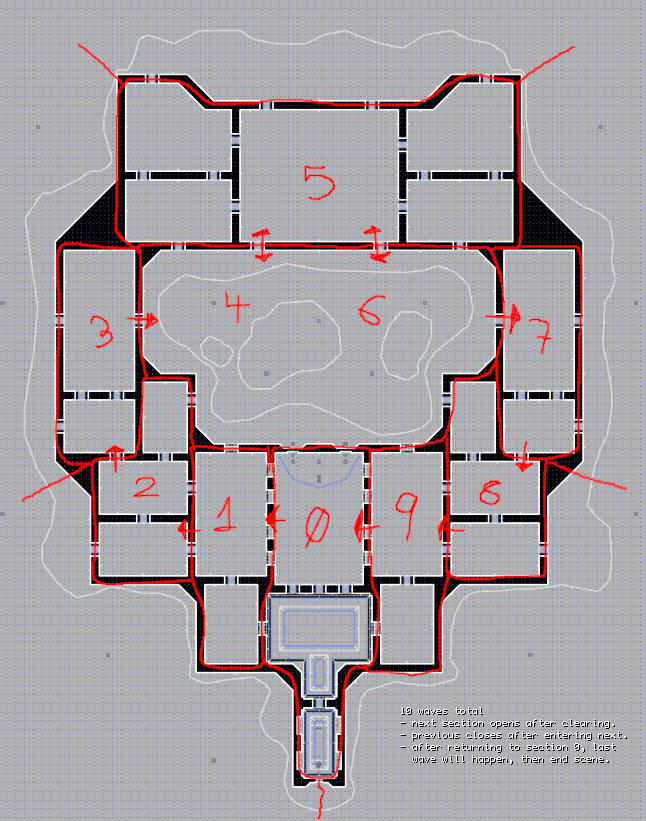 5
4 6
3 7
2 8
1 0 9
10 waves total
- next section opens after clearing.
- previous closes after entering next.
- after returning to section 0, last
wave will happen, then end scene.